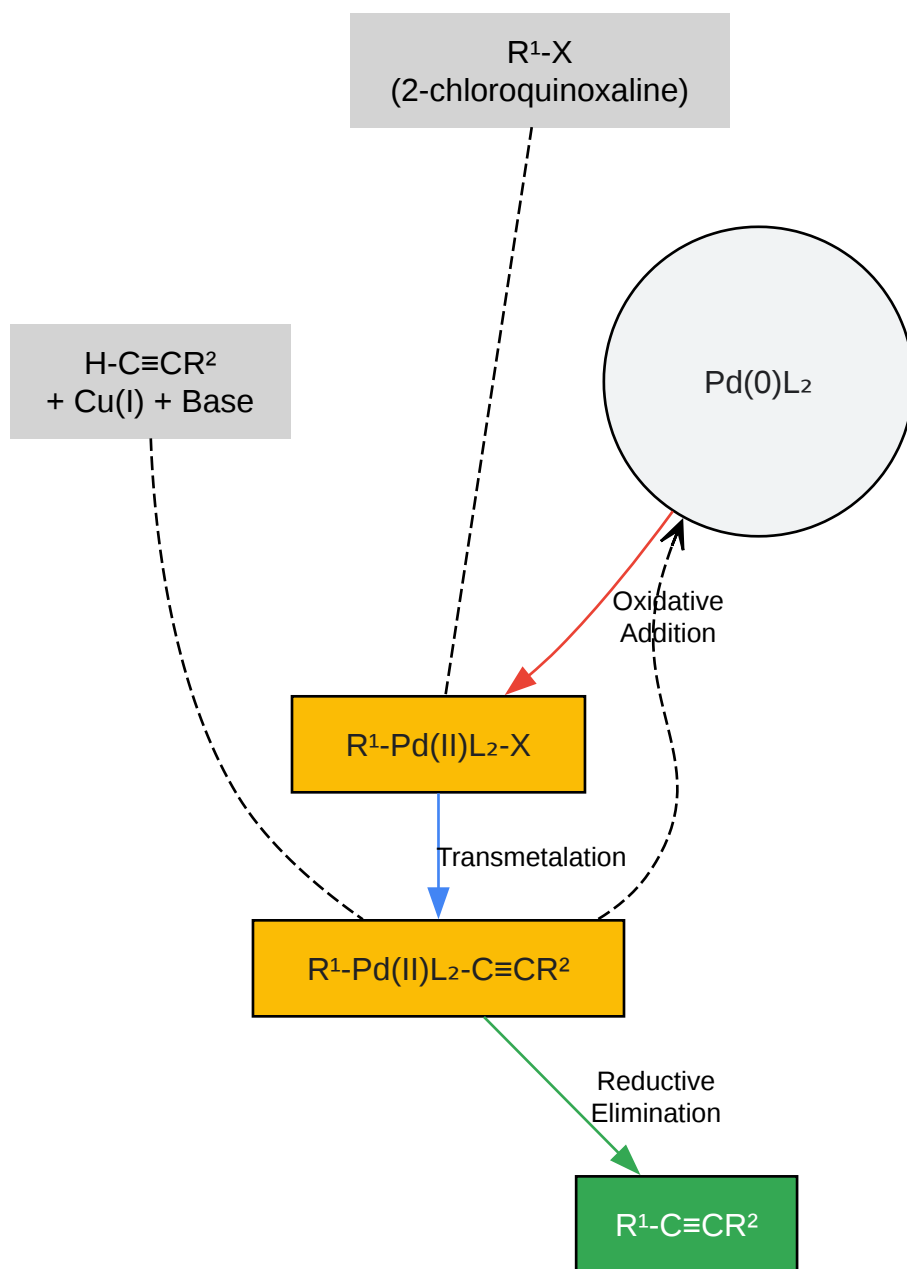 R¹-X
(2-chloroquinoxaline)
H-C≡CR²
+ Cu(I) + Base
Pd(0)L₂
Oxidative
Addition
R¹-Pd(II)L₂-X
Transmetalation
R¹-Pd(II)L₂-C≡CR²
Reductive
Elimination
R¹-C≡CR²